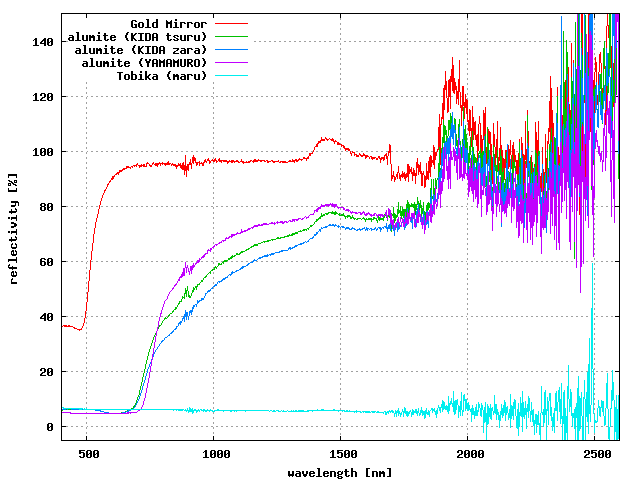 Gold Mirror
alumite (KIDA tsuru)
alumite (KIDA zara)
alumite (YAMAMURO)
Tobika (maru)
140
120
100
80
60
40
20
0
reflectivity [%]
500 1000 1500 2000 2500
wavelength [nm]